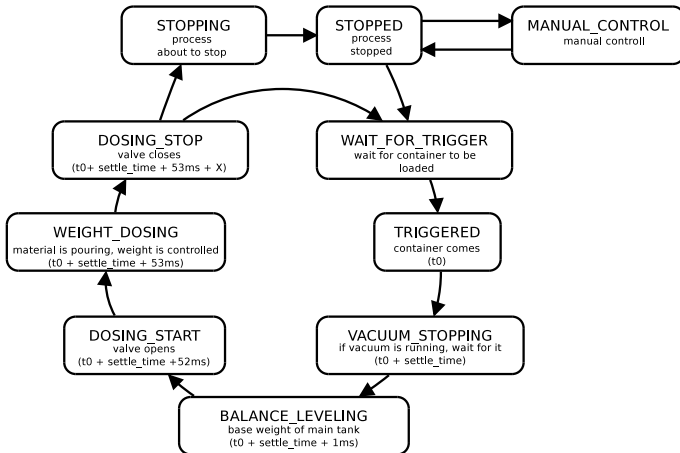 STOPPING
process
about to stop
STOPPED
process
stopped
MANUAL_CONTROL
manual controll
DOSING_STOP
valve closes
(t0+ settle_time + 53ms + X)
WAIT_FOR_TRIGGER
wait for container to be
loaded
WEIGHT_DOSING
material is pouring, weight is controlled
(t0 + settle_time + 53ms)
TRIGGERED
container comes
(t0)
DOSING_START
valve opens
(t0 + settle_time +52ms)
VACUUM_STOPPING
if vacuum is running, wait for it
(t0 + settle_time)
BALANCE_LEVELING
base weight of main tank
(t0 + settle_time + 1ms)